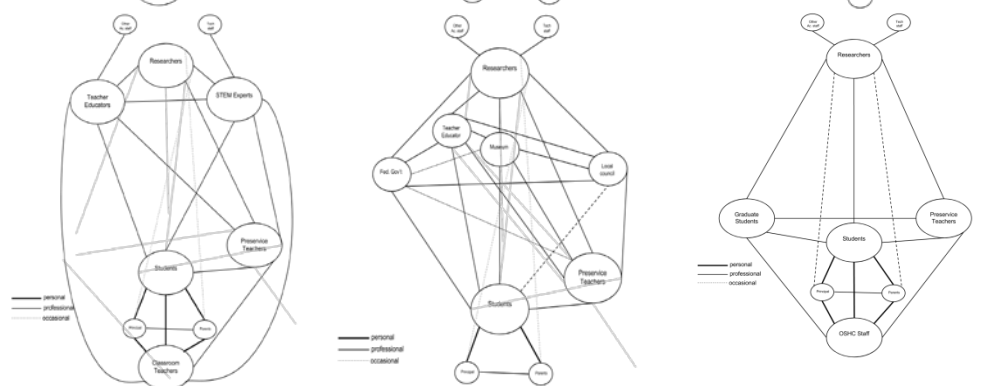 Other
Au. staff
Tech
staff
Researchers
Teacher
Educators
STEM Experts
Preservice
Teachers
Students
personal
professional
occasional
Principal
Parents
Classroom
Teachers
Other
Au. staff
Tech
staff
Researchers
Teacher
Educator
Museum
Fed. Gov't
Local
council
Preservice
Teachers
Students
personal
professional
occasional
Principal
Parents
Other
Au. staff
Tech
staff
Researchers
Graduate
Students
Preservice
Teachers
Students
personal
professional
occasional
Principal
Parents
OSHC Staff